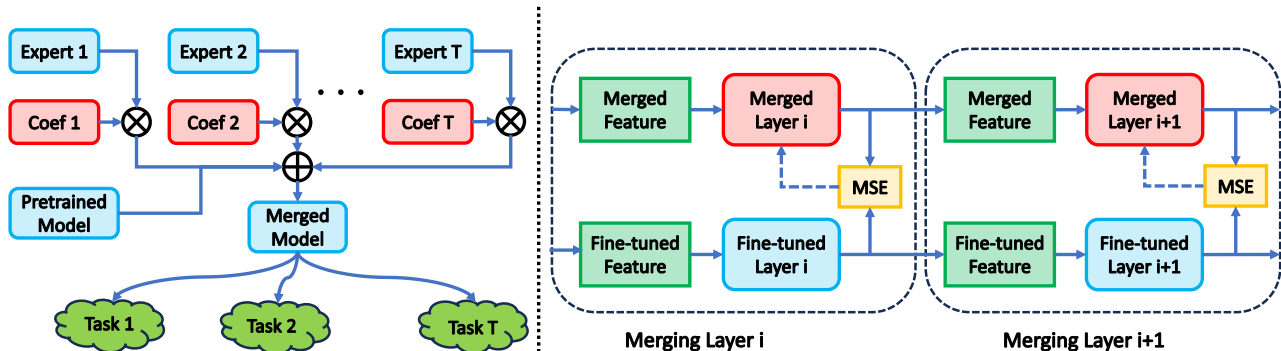 Expert 1
Expert 2
Expert T
. . .
Coef 1
Coef 2
Coef T
Pretrained
Model
Merged
Model
Task 1
Task 2
Task T
Merged
Feature
Merged
Layer i
MSE
Fine-tuned
Feature
Fine-tuned
Layer i
Merging Layer i
Merged
Feature
Merged
Layer i+1
MSE
Fine-tuned
Feature
Fine-tuned
Layer i+1
Merging Layer i+1